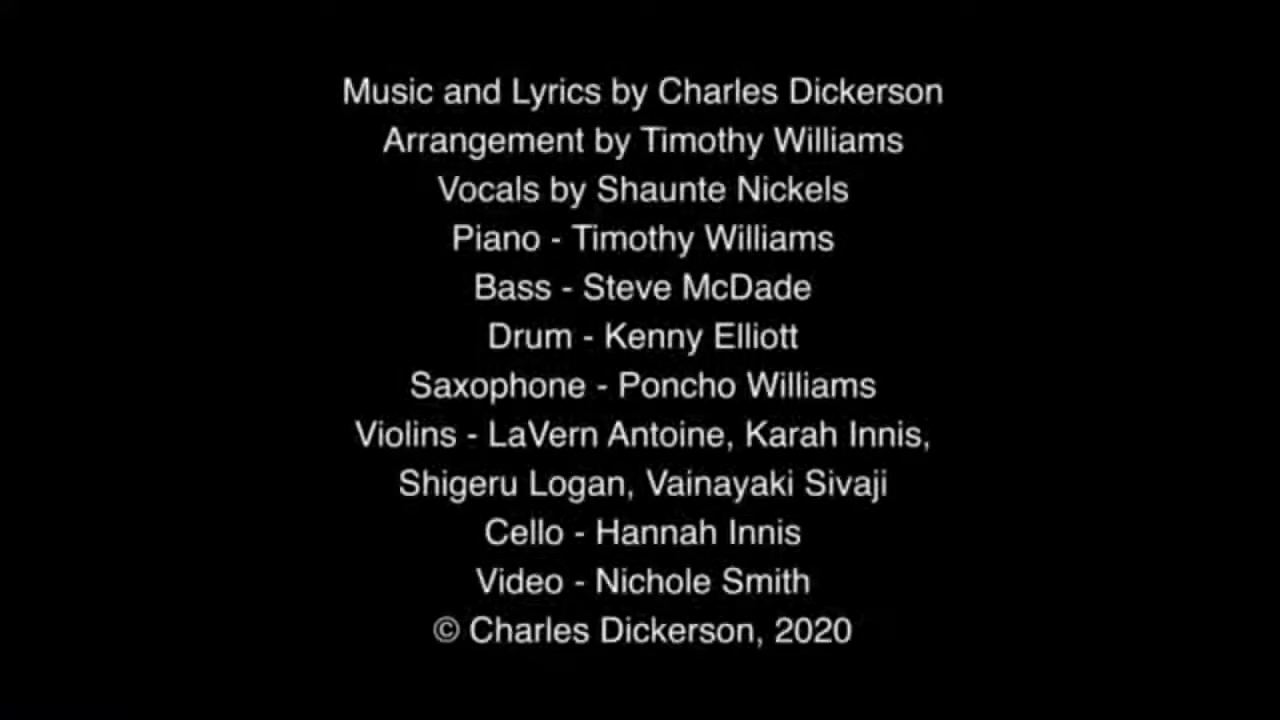 Music and Lyrics by Charles Dickerson
Arrangement by Timothy Williams
Vocals by Shaunte Nickels
Piano - Timothy Williams
Bass - Steve McDade
Drum - Kenny Elliott
Saxophone - Poncho Williams
Violins - LaVern Antoine, Karah Innis,
Shigeru Logan, Vainayaki Sivaji
Cello - Hannah Innis
Video - Nichole Smith
© Charles Dickerson, 2020